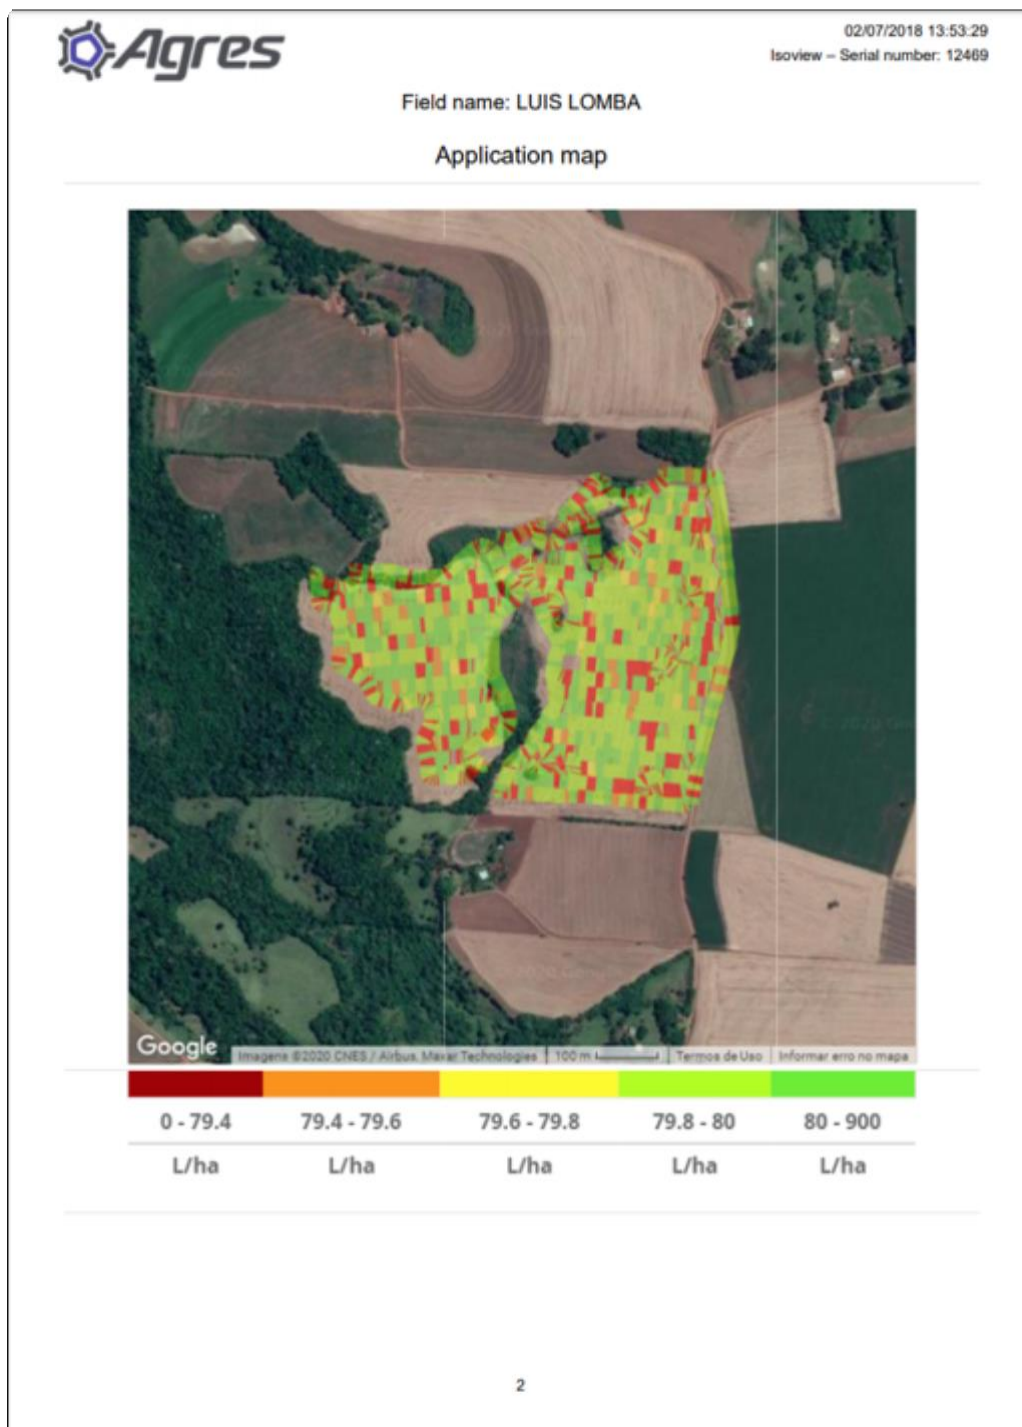 Agres
02/07/2018 13:53:29
Isoview – Serial number: 12469
Field name: LUIS LOMBA
Application map
Google
Imagens ©2020 CNES / Airbus, Maxar Technologies 100 m Termos de Uso Informar erro no mapa
0 - 79.4 79.4 - 79.6 79.6 - 79.8 79.8 - 80 80 - 900
L/ha L/ha L/ha L/ha L/ha
2